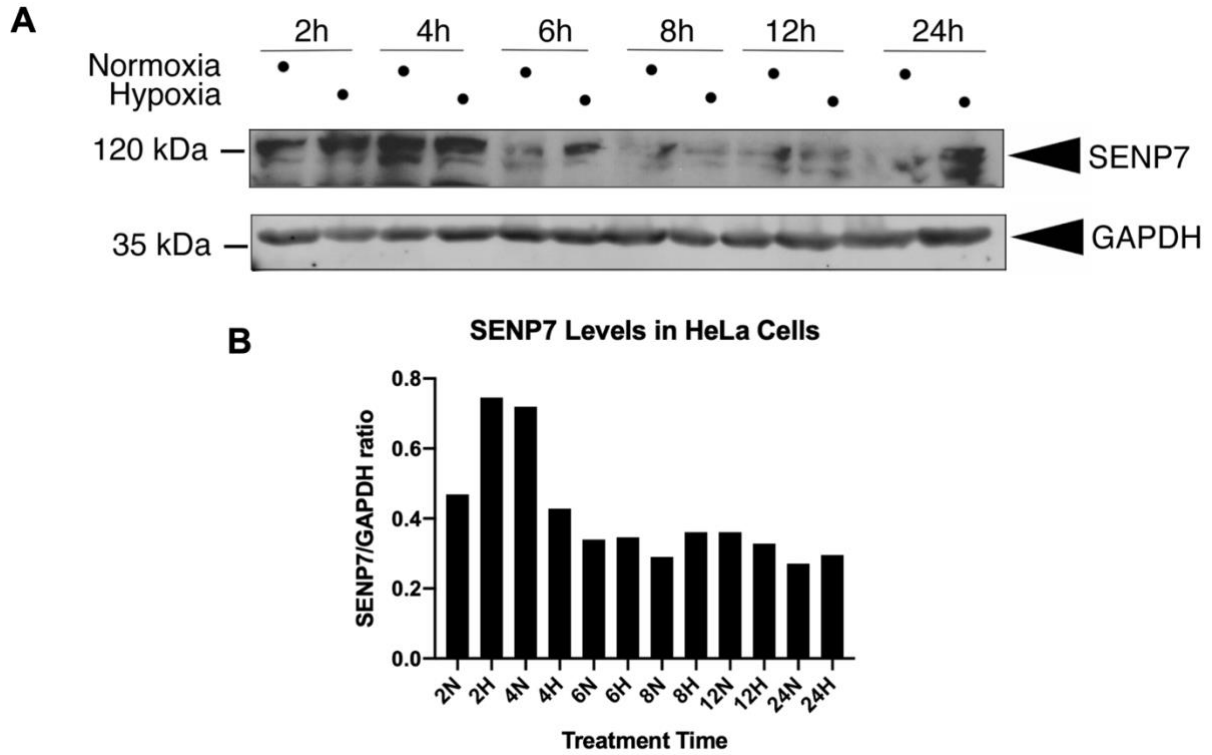 A
2h 4h 6h 8h 12h 24h
Normoxia
Hypoxia
120 kDa
SENP7
35 kDa
GAPDH
B
SENP7 Levels in HeLa Cells
SENP7/GAPDH ratio
0.8
0.6
0.4
0.2
0.0
2N 2H 4N 4H 6N 6H 8N 8H 12N 12H 24N 24H
Treatment Time